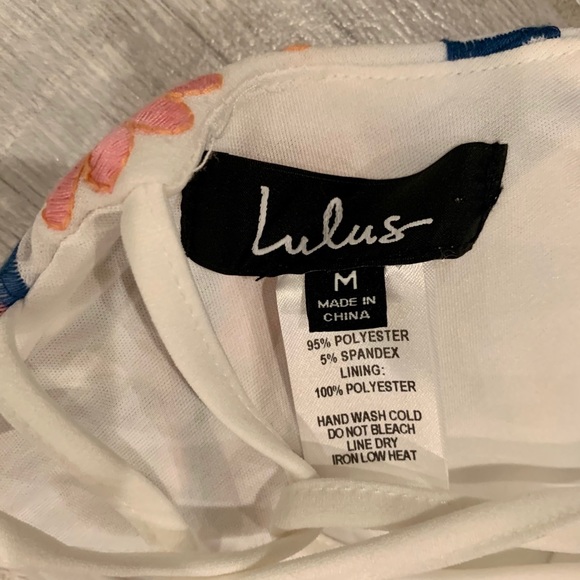 Lulus
M
MADE IN
CHINA
95% POLYESTER
5% SPANDEX
LINING:
100% POLYESTER
HAND WASH COLD
DO NOT BLEACH
LINE DRY
IRON LOW HEAT